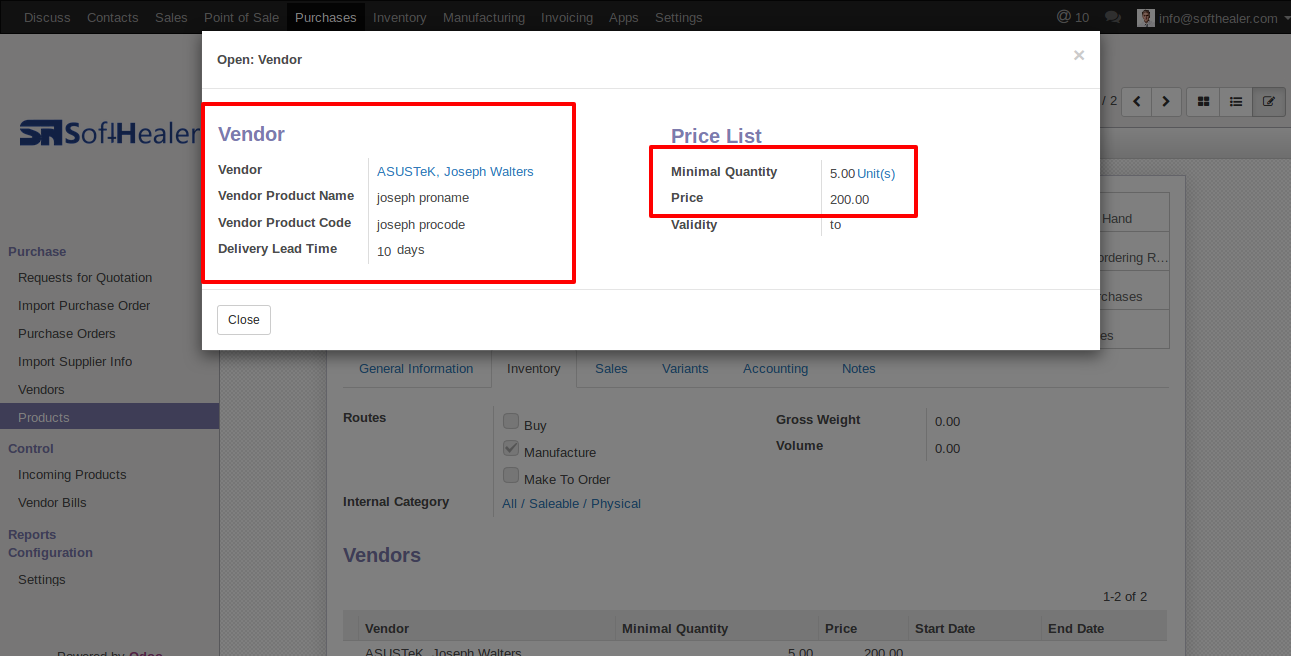 Discuss Contacts Sales Point of Sale Purchases Inventory Manufacturing Invoicing Apps Settings @ 10 info@softhealer.com
Open: Vendor ×
/ 2
SoftHealer
Vendor
Vendor ASUSTeK, Joseph Walters
Vendor Product Name joseph proname
Vendor Product Code joseph procode
Delivery Lead Time 10 days
Price List
Minimal Quantity 5.00 Unit(s)
Price 200.00
Validity to
Close
Hand
ordering R...
rchases
es
Purchase
Requests for Quotation
Import Purchase Order
Purchase Orders
Import Supplier Info
Vendors
Products
Control
Incoming Products
Vendor Bills
Reports
Configuration
Settings
Powered by Odoo
General Information Inventory Sales Variants Accounting Notes
Routes
Buy
Manufacture
Make To Order
Internal Category All / Saleable / Physical
Gross Weight 0.00
Volume 0.00
Vendors
1-2 of 2
Vendor Minimal Quantity Price Start Date End Date
ASUSTeK, Joseph Walters 5.00 200.00